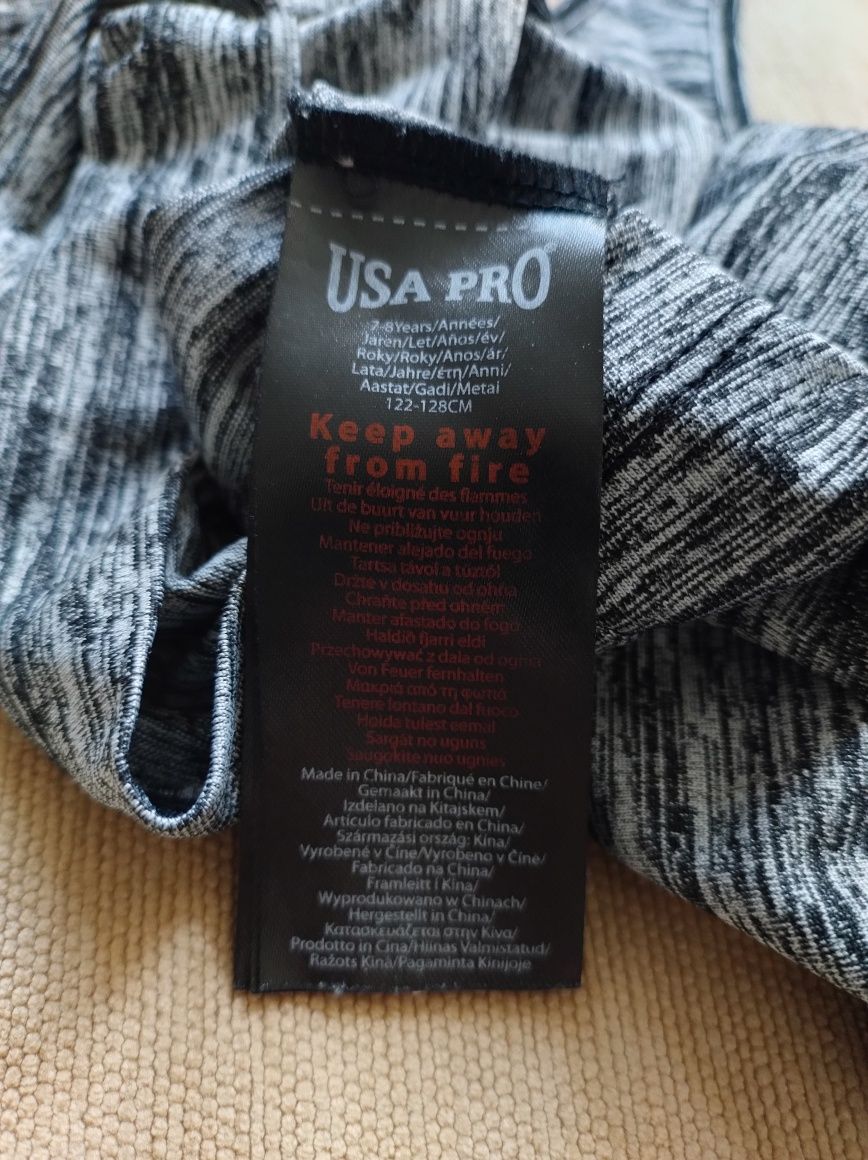 USA PRO
7-8Years/Années/
Jaren/Let/Años/év/
Roky/Roky/Anos/ár/
Lata/Jahre/έτη/Anni/
Aastat/Gadi/Metai
122-128CM
Keep away
from fire
Tenir éloigné des flammes
Uit de buurt van vuur houden
Ne približujte ognju
Mantener alejado del fuego
Tartsa távol a tűztől
Držte v dosahu od ohňa
Chraňte před ohněm
Manter afastado do fogo
Haldið fjarri eldi
Przechowywać z dala od ognia
Von Feuer fernhalten
Μακριά από τη φωτιά
Tenere lontano dal fuoco
Hoida tulest eemal
Sargāt no uguns
Saugokite nuo ugnies
Made in China/Fabriqué en Chine/
Gemaakt in China/
Izdelano na Kitajskem/
Artículo fabricado en China/
Származási ország: Kína/
Vyrobené v Číne/Vyrobeno v Číně/
Fabricado na China/
Framleitt í Kína/
Wyprodukowano w Chinach/
Hergestellt in China/
Κατασκευάζεται στην Κίνα/
Prodotto in Cina/Hiinas Valmistatud/
Ražots Ķīnā/Pagaminta Kinijoje